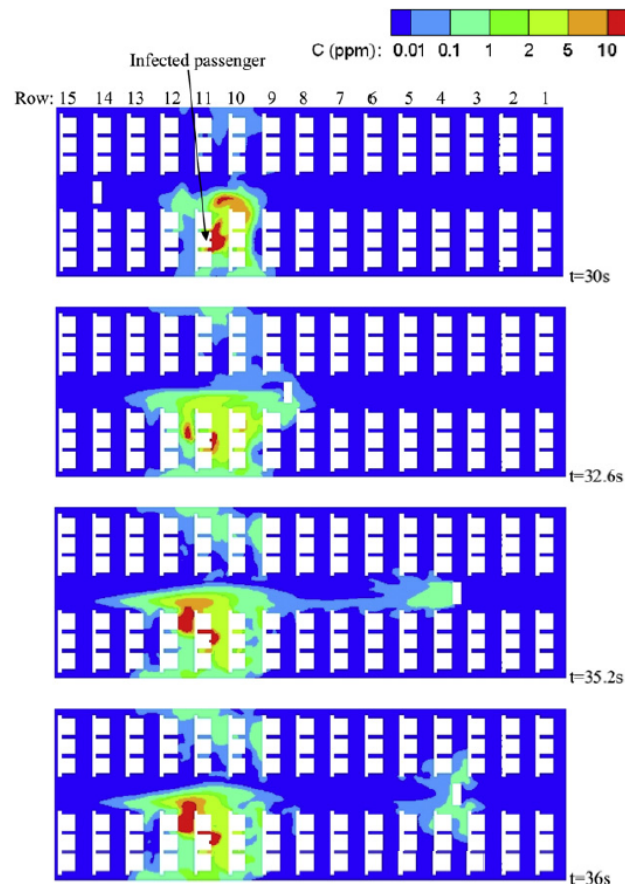 C (ppm): 0.01 0.1 1 2 5 10
Infected passenger
Row: 15 14 13 12 11 10 9 8 7 6 5 4 3 2 1
t=30s
t=32.6s
t=35.2s
t=36s